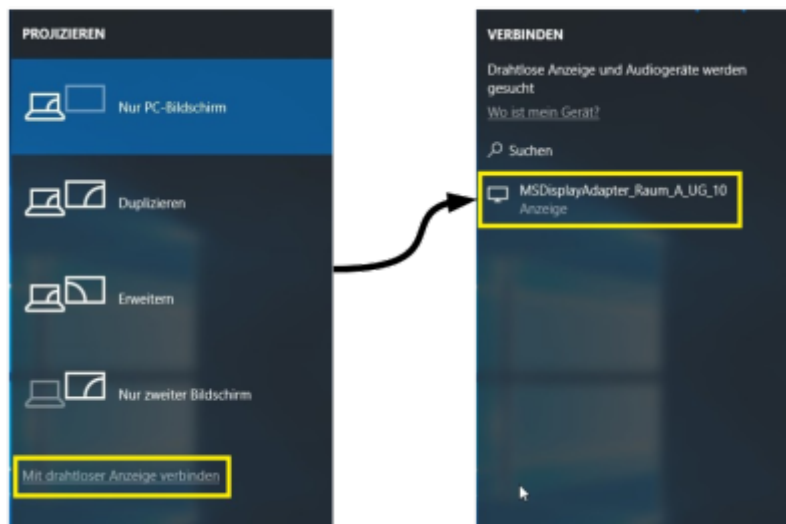 PROJIZIEREN
Nur PC-Bildschirm
Duplizieren
Erweitern
Nur zweiter Bildschirm
Mit drahtloser Anzeige verbinden
VERBINDEN
Drahtlose Anzeige und Audiogeräte werden
gesucht
Wo ist mein Gerät?
Suchen
MSDisplayAdapter_Raum_A_UG_10
Anzeige